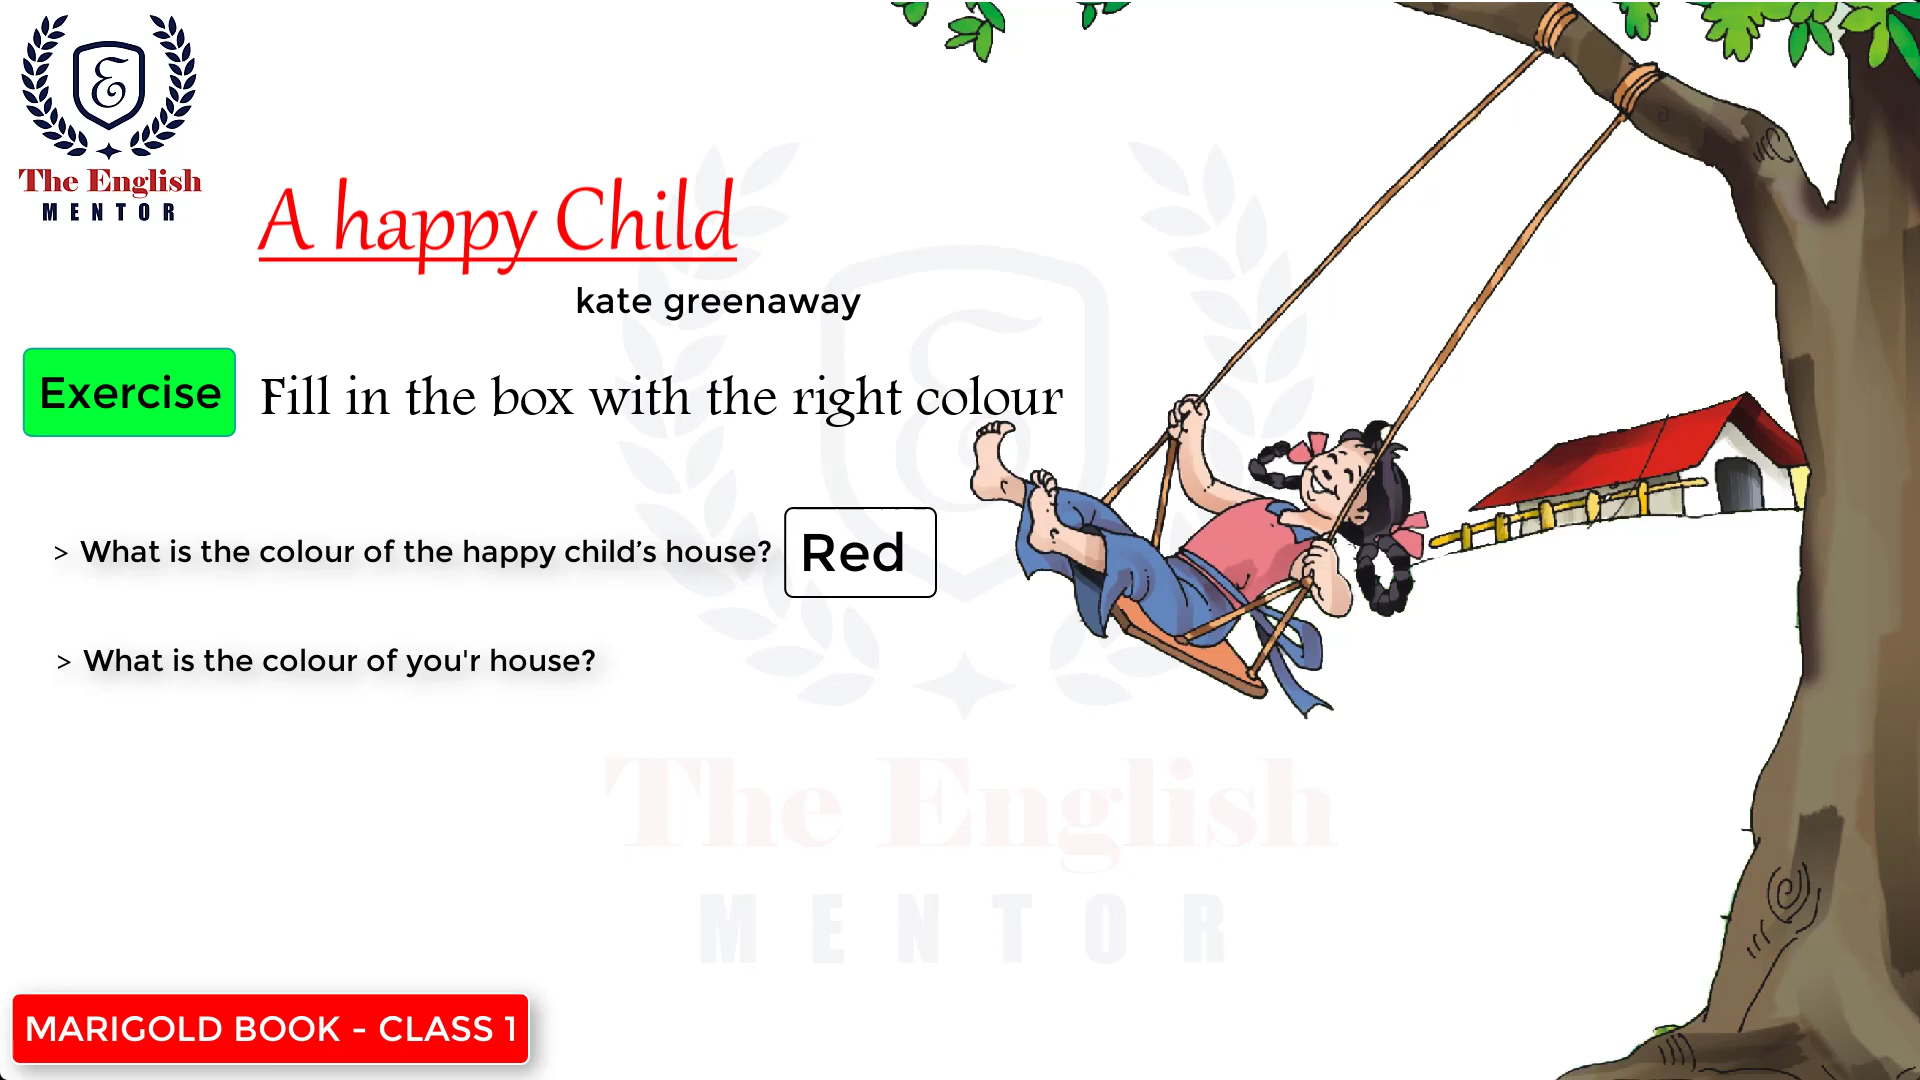 The English
MENTOR
A happy Child
kate greenaway
Exercise
Fill in the box with the right colour
> What is the colour of the happy child’s house?
Red
> What is the colour of you'r house?
The English
MENTOR
MARIGOLD BOOK - CLASS 1